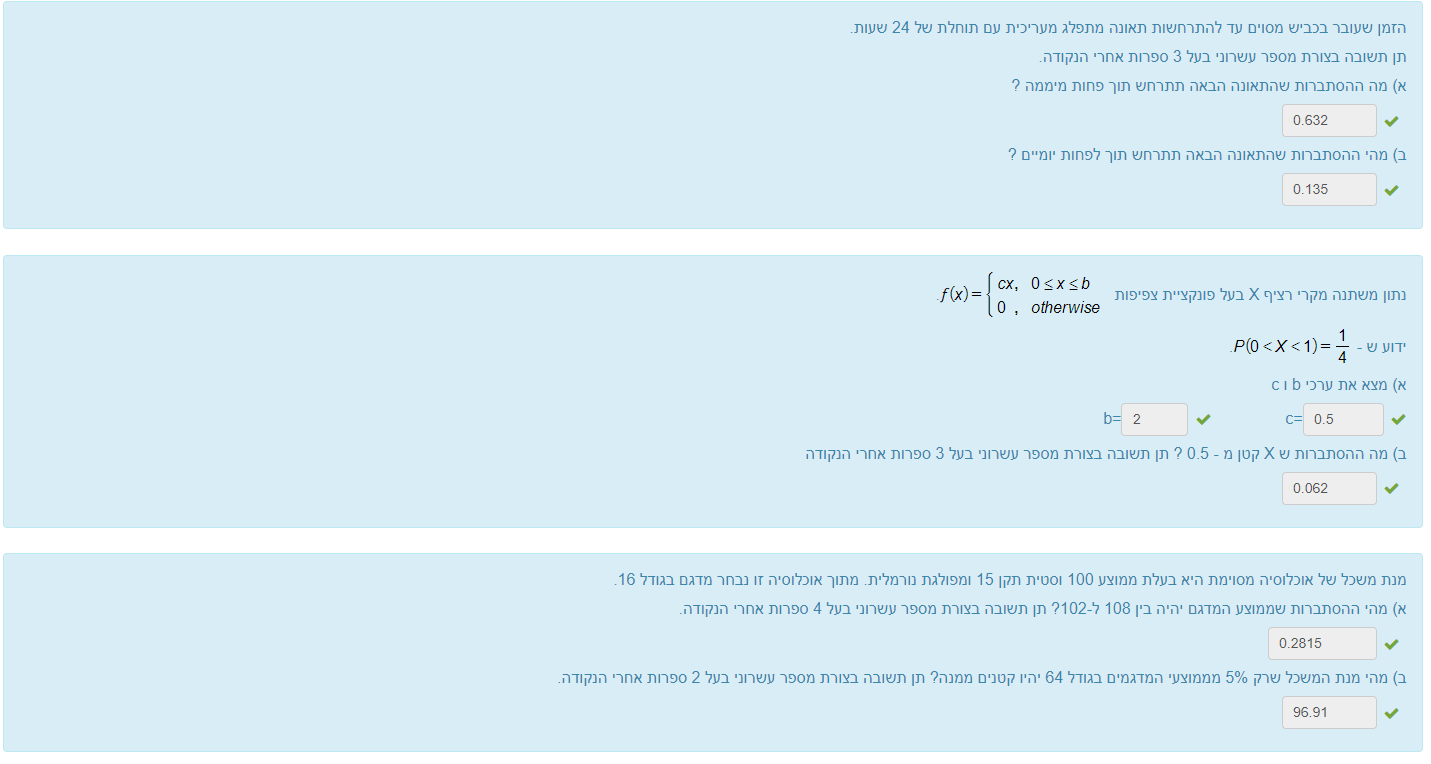 הזמן שעובר בכביש מסוים עד להתרחשות תאונה מתפלג מעריכית עם תוחלת של 24 שעות.
תן תשובה בצורת מספר עשרוני בעל 3 ספרות אחרי הנקודה.
א) מה ההסתברות שהתאונה הבאה תתרחש תוך פחות מיממה ?
0.632
ב) מהי ההסתברות שהתאונה הבאה תתרחש תוך לפחות יומיים ?
0.135
נתון משתנה מקרי רציף X בעל פונקציית צפיפות f(x)= { cx, 0≤x≤b
0 , otherwise .
ידוע ש - P(0<X<1)=1/4.
א) מצא את ערכי b ו c
c= 0.5 b= 2
ב) מה ההסתברות ש X קטן מ - 0.5 ? תן תשובה בצורת מספר עשרוני בעל 3 ספרות אחרי הנקודה
0.062
מנת משכל של אוכלוסיה מסוימת היא בעלת ממוצע 100 וסטית תקן 15 ומפולגת נורמלית. מתוך אוכלוסיה זו נבחר מדגם בגודל 16.
א) מהי ההסתברות שממוצע המדגם יהיה בין 108 ל-102? תן תשובה בצורת מספר עשרוני בעל 4 ספרות אחרי הנקודה.
0.2815
ב) מהי מנת המשכל שרק 5% מממוצעי המדגמים בגודל 64 יהיו קטנים ממנה? תן תשובה בצורת מספר עשרוני בעל 2 ספרות אחרי הנקודה.
96.91